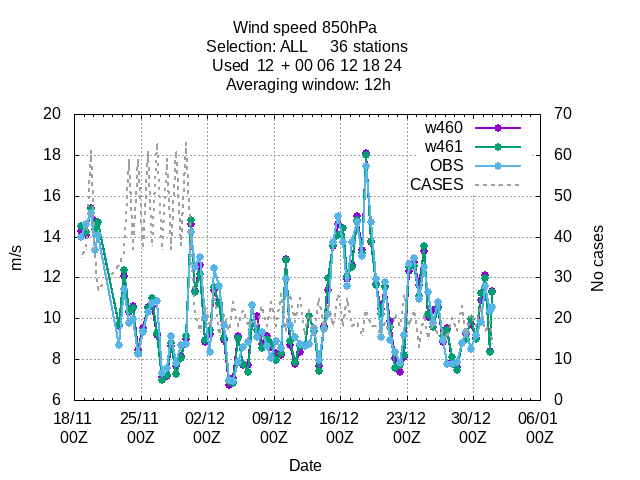 Wind speed 850hPa
Selection: ALL 36 stations
Used 12 + 00 06 12 18 24
Averaging window: 12h
20 70
w460
w461
OBS
CASES
18 60
16 50
14 40
12 30
10 20
8 10
6 0
m/s
No cases
18/11 25/11 02/12 09/12 16/12 23/12 30/12 06/01
00Z 00Z 00Z 00Z 00Z 00Z 00Z 00Z
Date